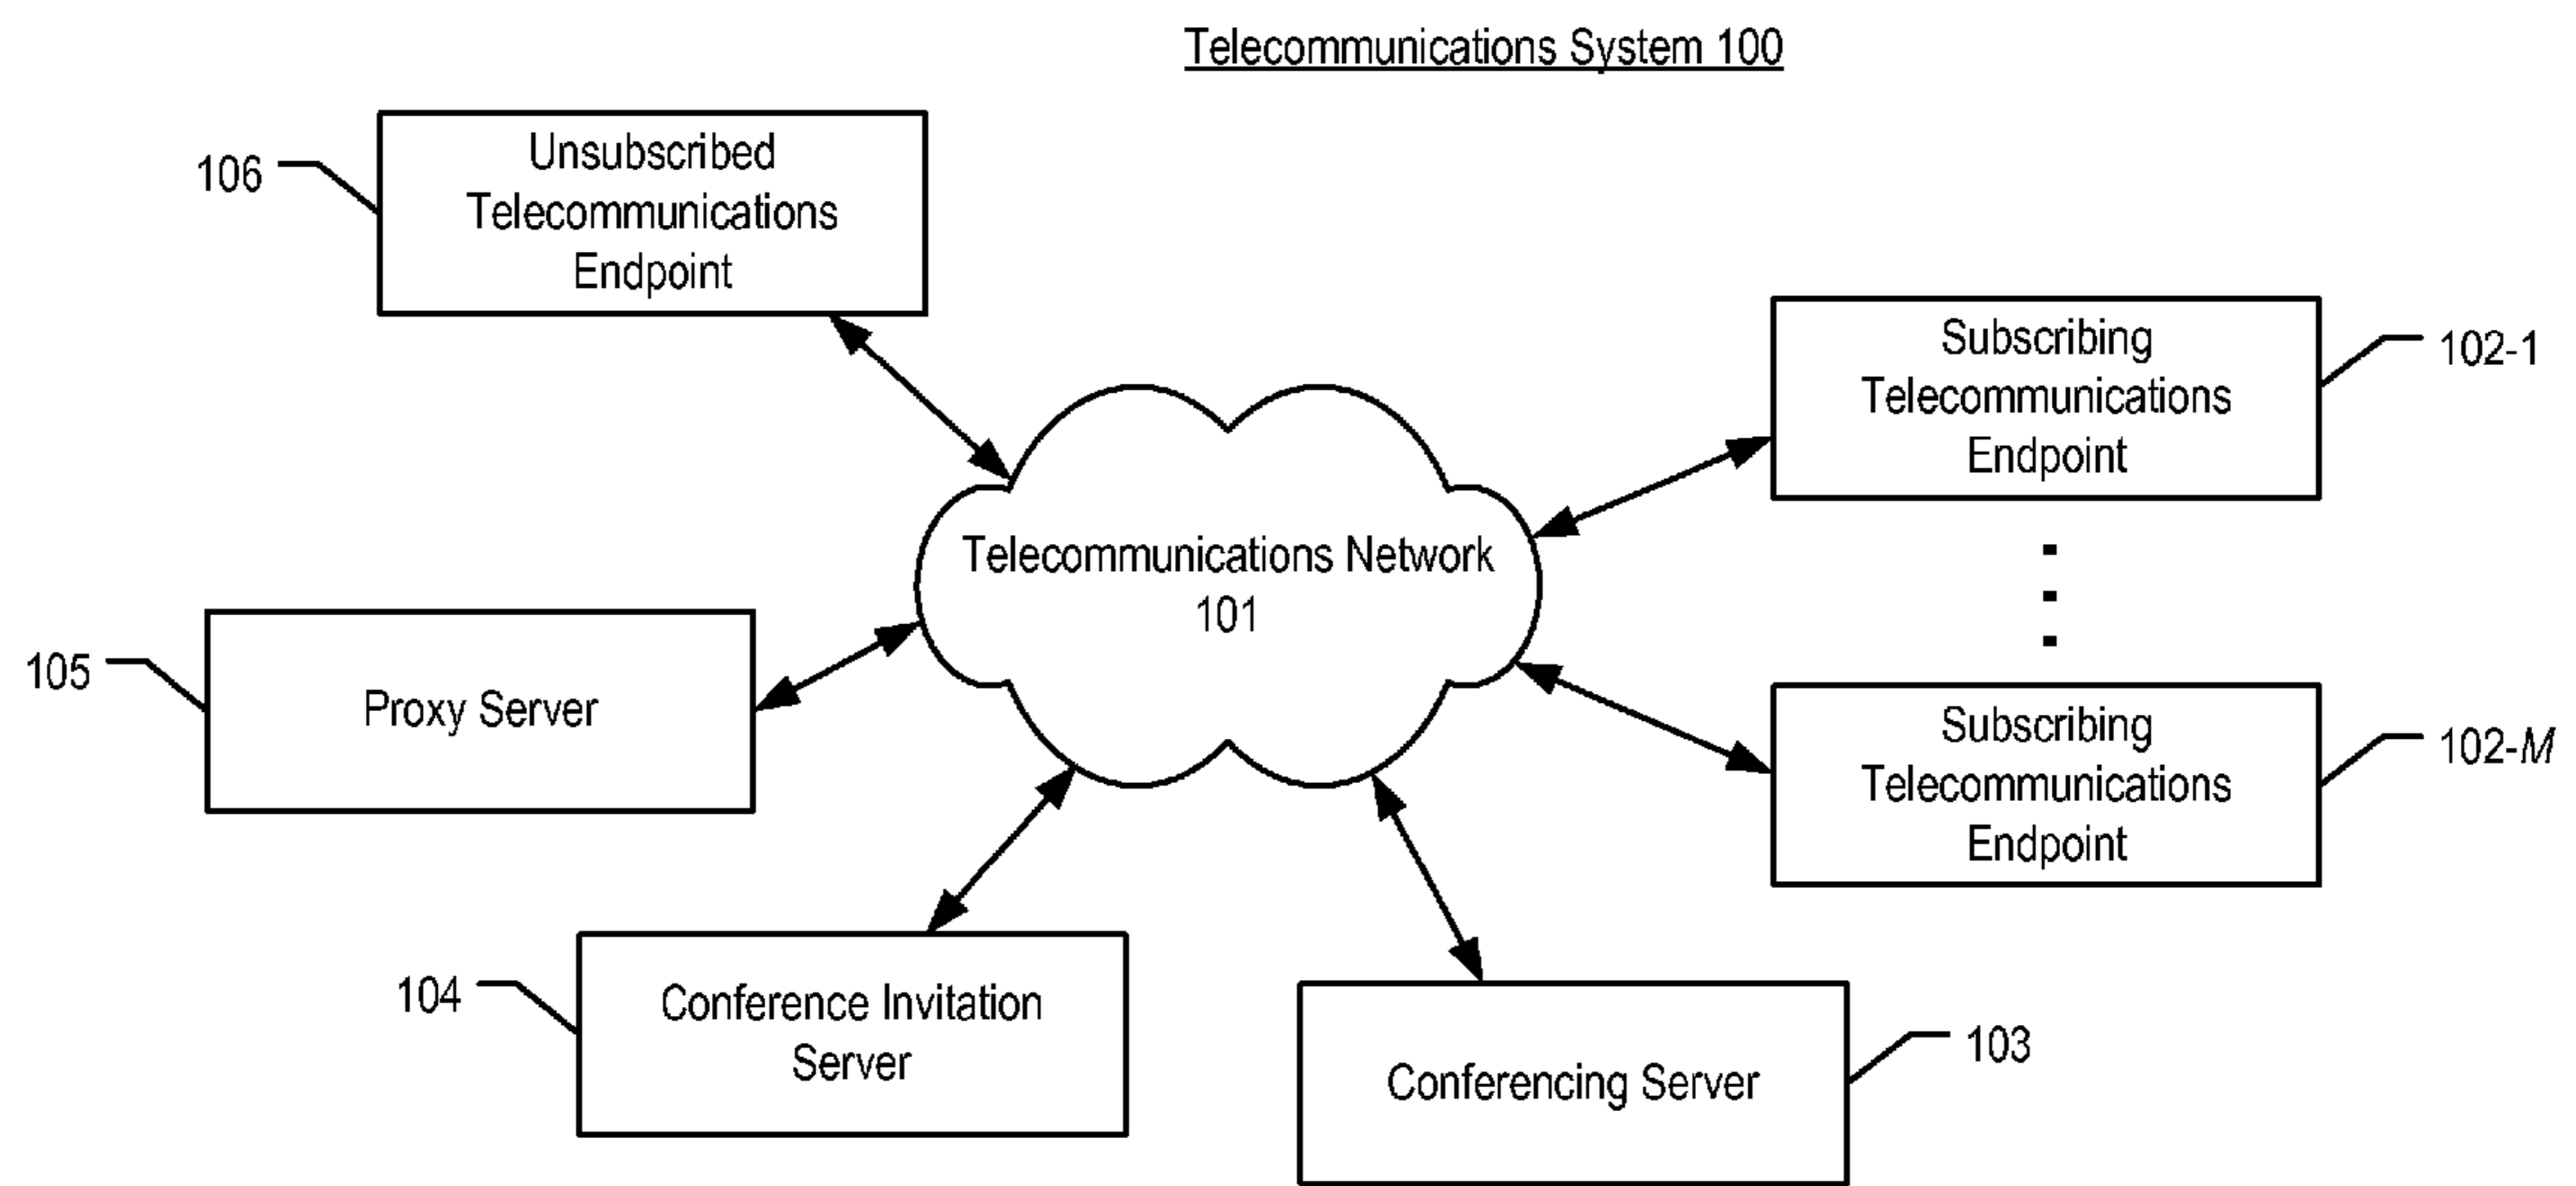 Telecommunications System 100
106
Unsubscribed
Telecommunications
Endpoint
Subscribing
Telecommunications
Endpoint
102-1
Telecommunications Network
101
105
Proxy Server
Subscribing
Telecommunications
Endpoint
102-M
104
Conference Invitation
Server
Conferencing Server
103